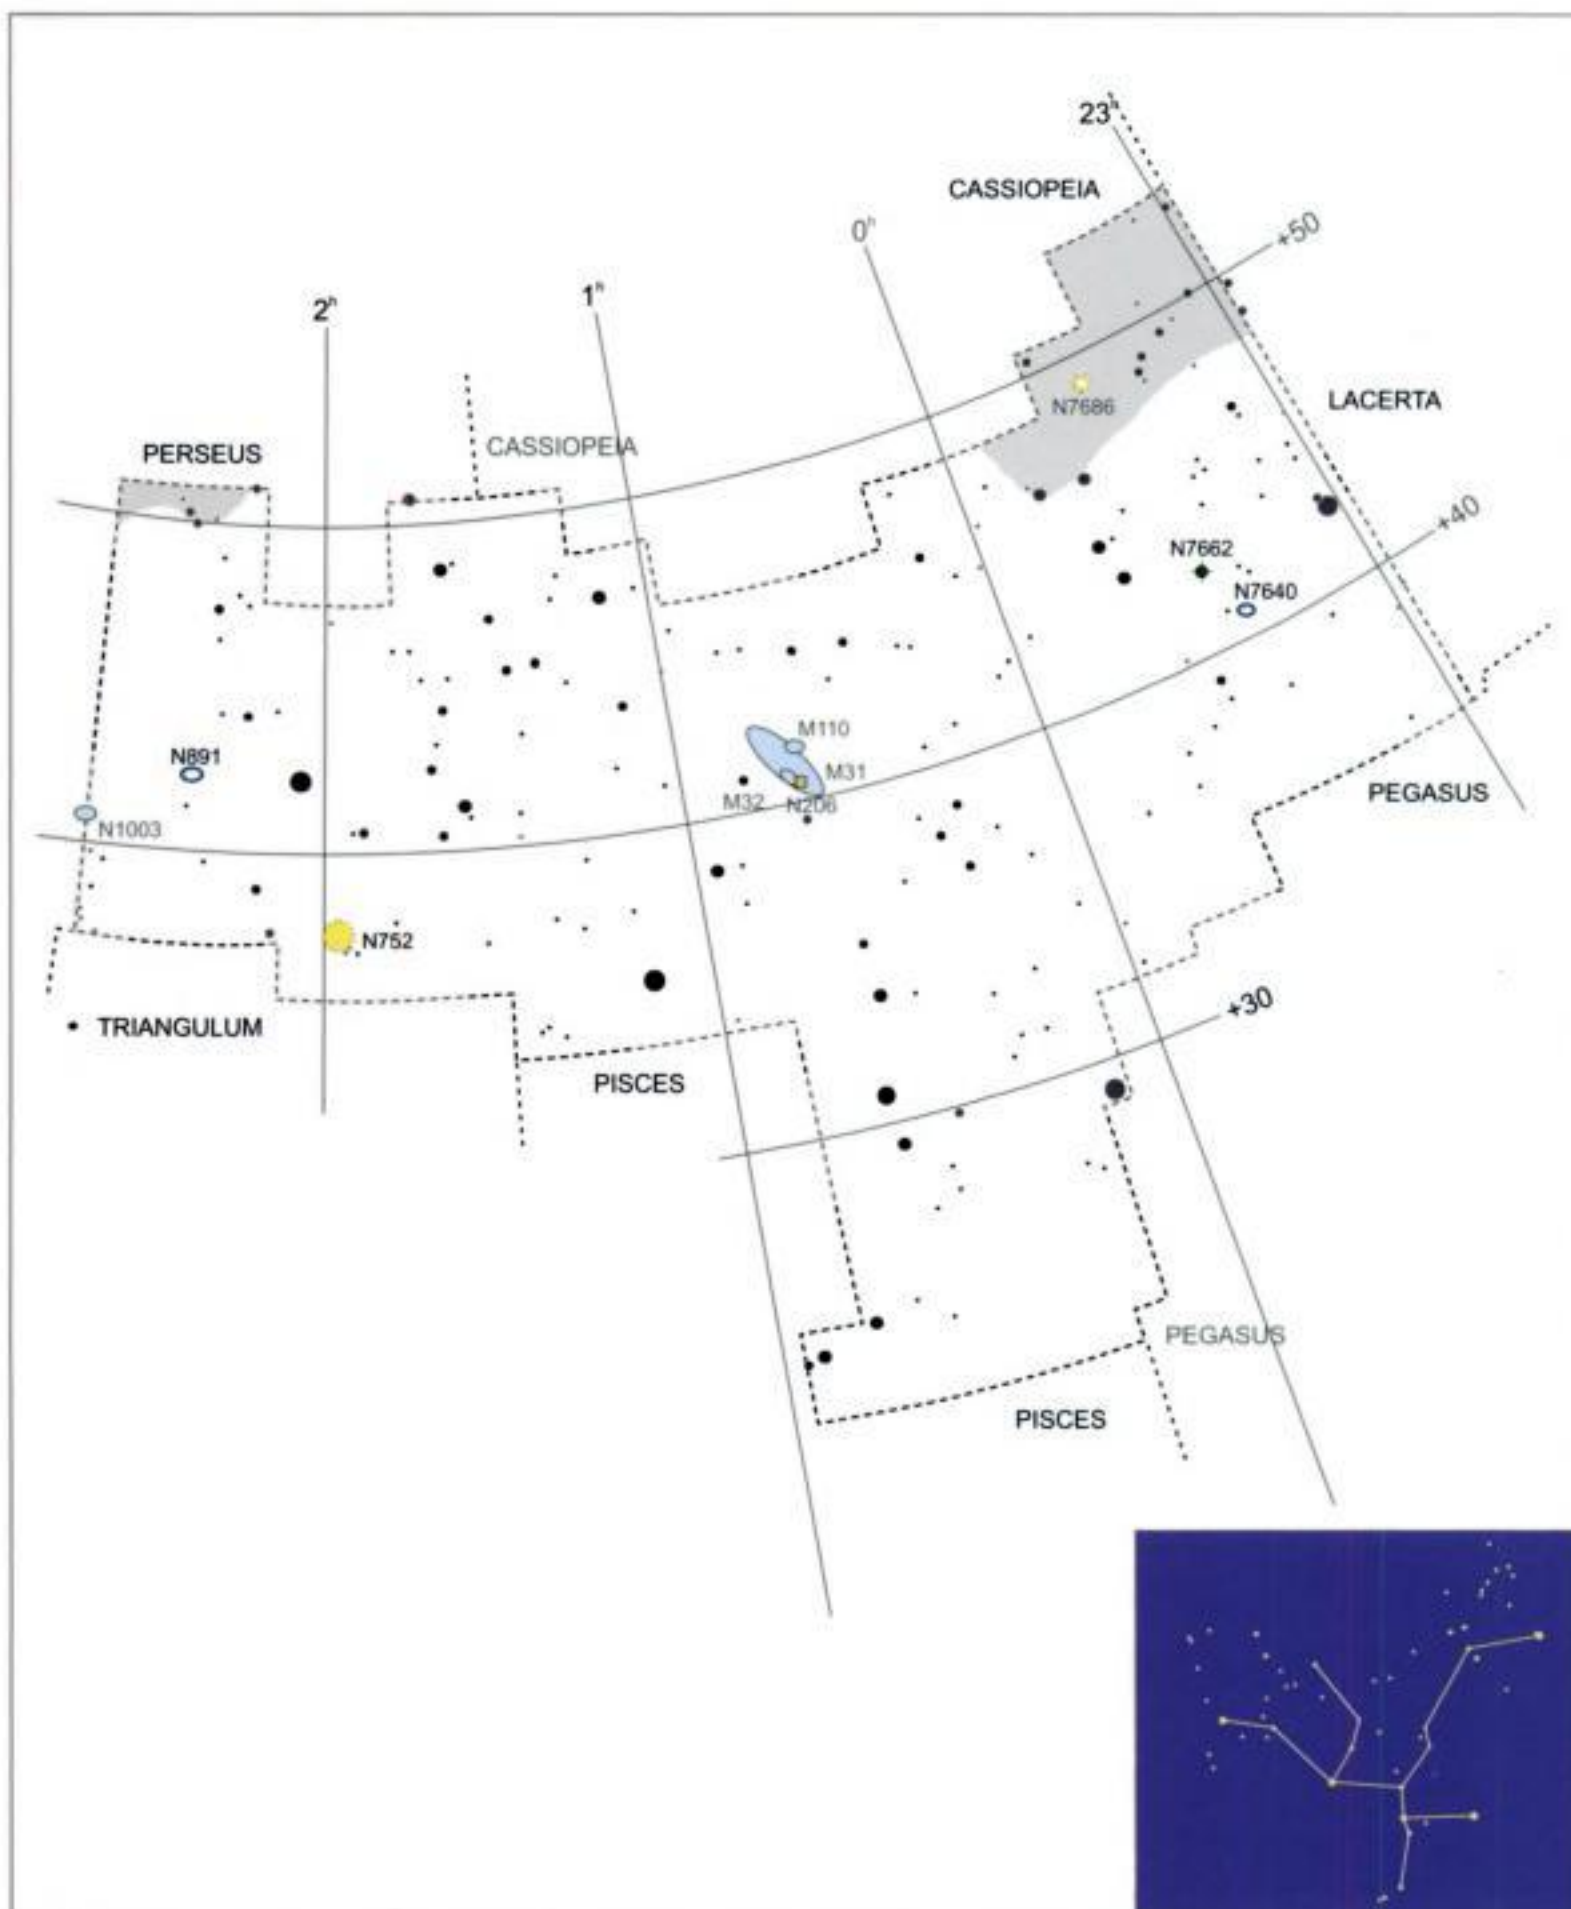 23h
CASSIOPEIA
0h
+50
1h
2h
N7686
LACERTA
PERSEUS
CASSIOPEIA
+40
N7662
N7640
M110
N891
M31
M32
N206
PEGASUS
N1003
N752
+30
TRIANGULUM
PISCES
PEGASUS
PISCES